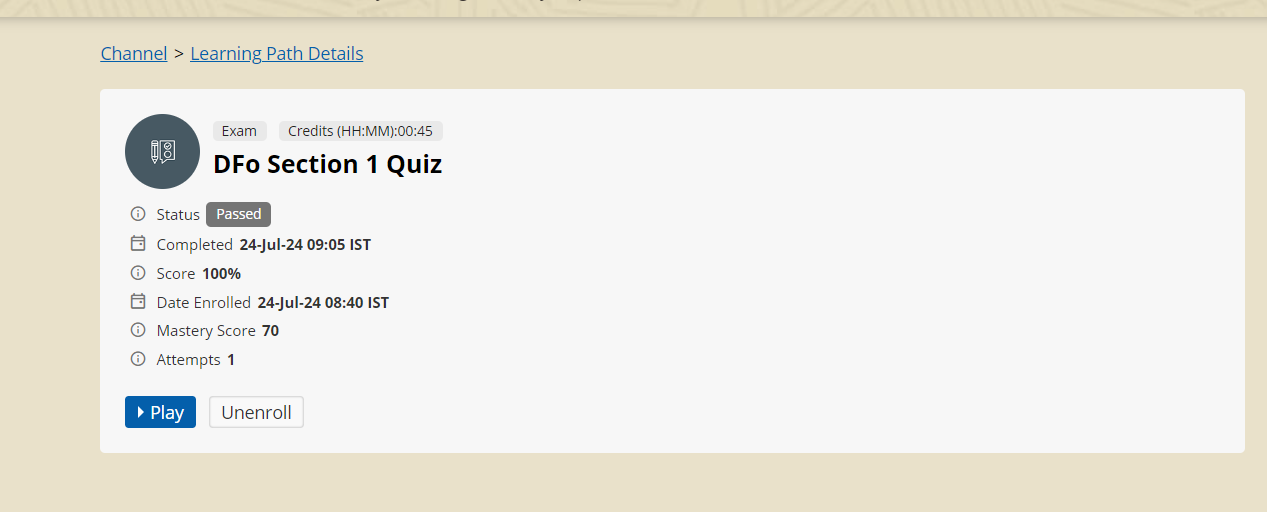 Channel > Learning Path Details
Exam Credits (HH:MM):00:45
DFo Section 1 Quiz
Status Passed
Completed 24-Jul-24 09:05 IST
Score 100%
Date Enrolled 24-Jul-24 08:40 IST
Mastery Score 70
Attempts 1
Play Unenroll